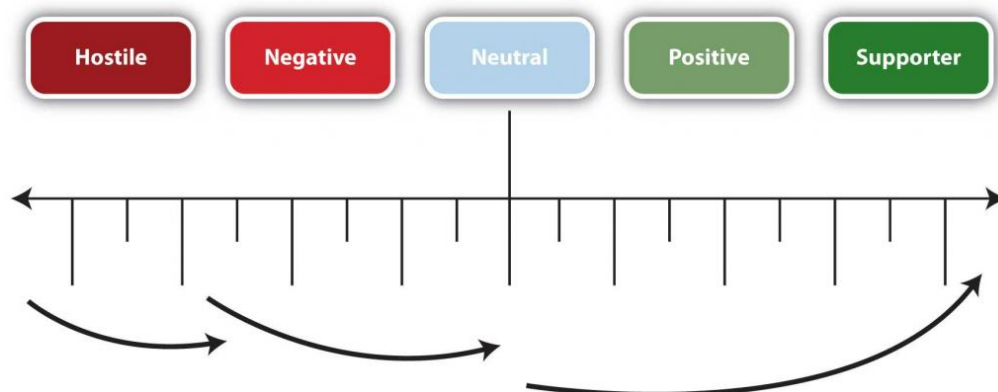 Hostile
Negative
Neutral
Positive
Supporter